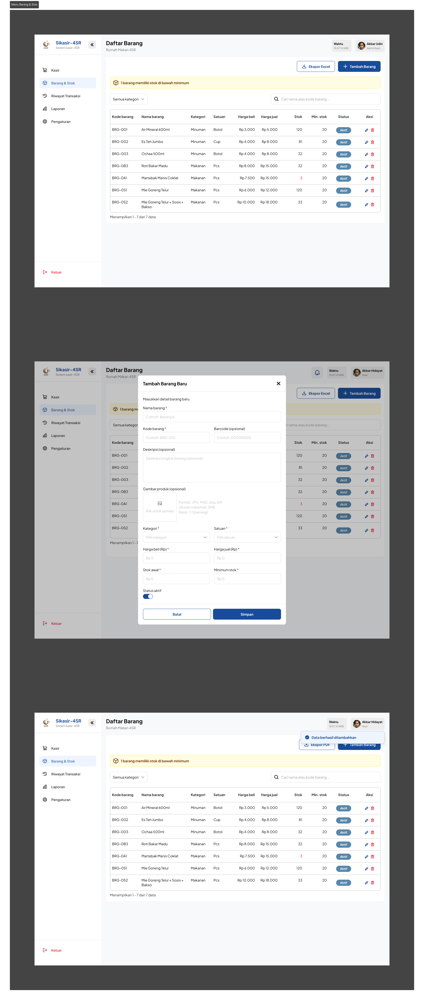 Menu Barang & Stok
Sikasir-4SR
Sistem kasir-4SR
4SR
Daftar Barang
Rumah Makan 4SR
Waktu
15:07:14 WIB
Akbar Udin
Admin Kasir
Kasir
Barang & Stok
Riwayat Transaksi
Laporan
Pengaturan
Keluar
Ekspor Excel
Tambah Barang
1 barang memiliki stok di bawah minimum
Semua kategori
Cari nama atau kode barang...
Kode barang Nama barang Kategori Satuan Harga beli Harga jual Stok Min. stok Status Aksi
BRG-001 Air Mineral 600ml Minuman Botol Rp 3.000 Rp 5.000 120 20 Aktif
BRG-002 Es Teh Jumbo Minuman Cup Rp 4.000 Rp 8.000 81 20 Aktif
BRG-003 Ochaa 500ml Minuman Botol Rp 4.000 Rp 8.000 32 20 Aktif
BRG-0B3 Roti Bakar Madu Makanan Pcs Rp 8.000 Rp 15.000 32 20 Aktif
BRG-0A1 Martabak Manis Coklat Makanan Pcs Rp 7.500 Rp 15.000 3 20 Aktif
BRG-0S1 Mie Goreng Telur Makanan Pcs Rp 6.000 Rp 12.000 120 20 Aktif
BRG-0S2 Mie Goreng Telur + Sosis + Makanan Pcs Rp 10.000 Rp 18.000 33 20 Aktif
Bakso
Menampilkan 1 - 7 dari 7 data
Sikasir-4SR
Sistem kasir-4SR
4SR
Daftar Barang
Rumah Makan 4SR
Waktu
15:07:14 WIB
Akbar Hidayat
Kasir
Kasir
Barang & Stok
Riwayat Transaksi
Laporan
Pengaturan
Keluar
Ekspor Excel
Tambah Barang
1 barang me
Semua kategor
ri nama atau kode barang...
Kode barang Stok Min. stok Status Aksi
BRG-001 120 20 Aktif
BRG-002 81 20 Aktif
BRG-003 32 20 Aktif
BRG-0B3 32 20 Aktif
BRG-0A1 3 20 Aktif
BRG-0S1 120 20 Aktif
BRG-0S2 33 20 Aktif
Menampilkan 1 - 7
Tambah Barang Baru
Masukkan detail barang baru
Nama barang *
Contoh: Barang A
Kode barang * Barcode (opsional)
Contoh: BRG-001 Contoh: 00000000
Deskripsi (opsional)
Deskripsi singkat barang (opsional)
Gambar produk (opsional)
Klik untuk upload
Format: JPG, PNG, atau GIF
Ukuran maksimal: 2MB
Rasio: 1:1 (persegi)
Kategori * Satuan *
Pilih kategori Pilih satuan
Harga beli (Rp) * Harga jual (Rp) *
Rp 0 Rp 0
Stok awal * Minimum stok *
Rp 0 Rp 0
Status aktif
Batal Simpan
Sikasir-4SR
Sistem kasir-4SR
4SR
Daftar Barang
Rumah Makan 4SR
Waktu
15:07:14 WIB
Akbar Hidayat
Kasir
Data berhasil ditambahkan
Kasir
Barang & Stok
Riwayat Transaksi
Laporan
Pengaturan
Keluar
Ekspor PDF
Tambah Barang
1 barang memiliki stok di bawah minimum
Semua kategori
Cari nama atau kode barang...
Kode barang Nama barang Kategori Satuan Harga beli Harga jual Stok Min. stok Status Aksi
BRG-001 Air Mineral 600ml Minuman Botol Rp 3.000 Rp 5.000 120 20 Aktif
BRG-002 Es Teh Jumbo Minuman Cup Rp 4.000 Rp 8.000 81 20 Aktif
BRG-003 Ochaa 500ml Minuman Botol Rp 4.000 Rp 8.000 32 20 Aktif
BRG-0B3 Roti Bakar Madu Makanan Pcs Rp 8.000 Rp 15.000 32 20 Aktif
BRG-0A1 Martabak Manis Coklat Makanan Pcs Rp 7.500 Rp 15.000 3 20 Aktif
BRG-0S1 Mie Goreng Telur Makanan Pcs Rp 6.000 Rp 12.000 120 20 Aktif
BRG-0S2 Mie Goreng Telur + Sosis + Makanan Pcs Rp 10.000 Rp 18.000 33 20 Aktif
Bakso
Menampilkan 1 - 7 dari 7 data